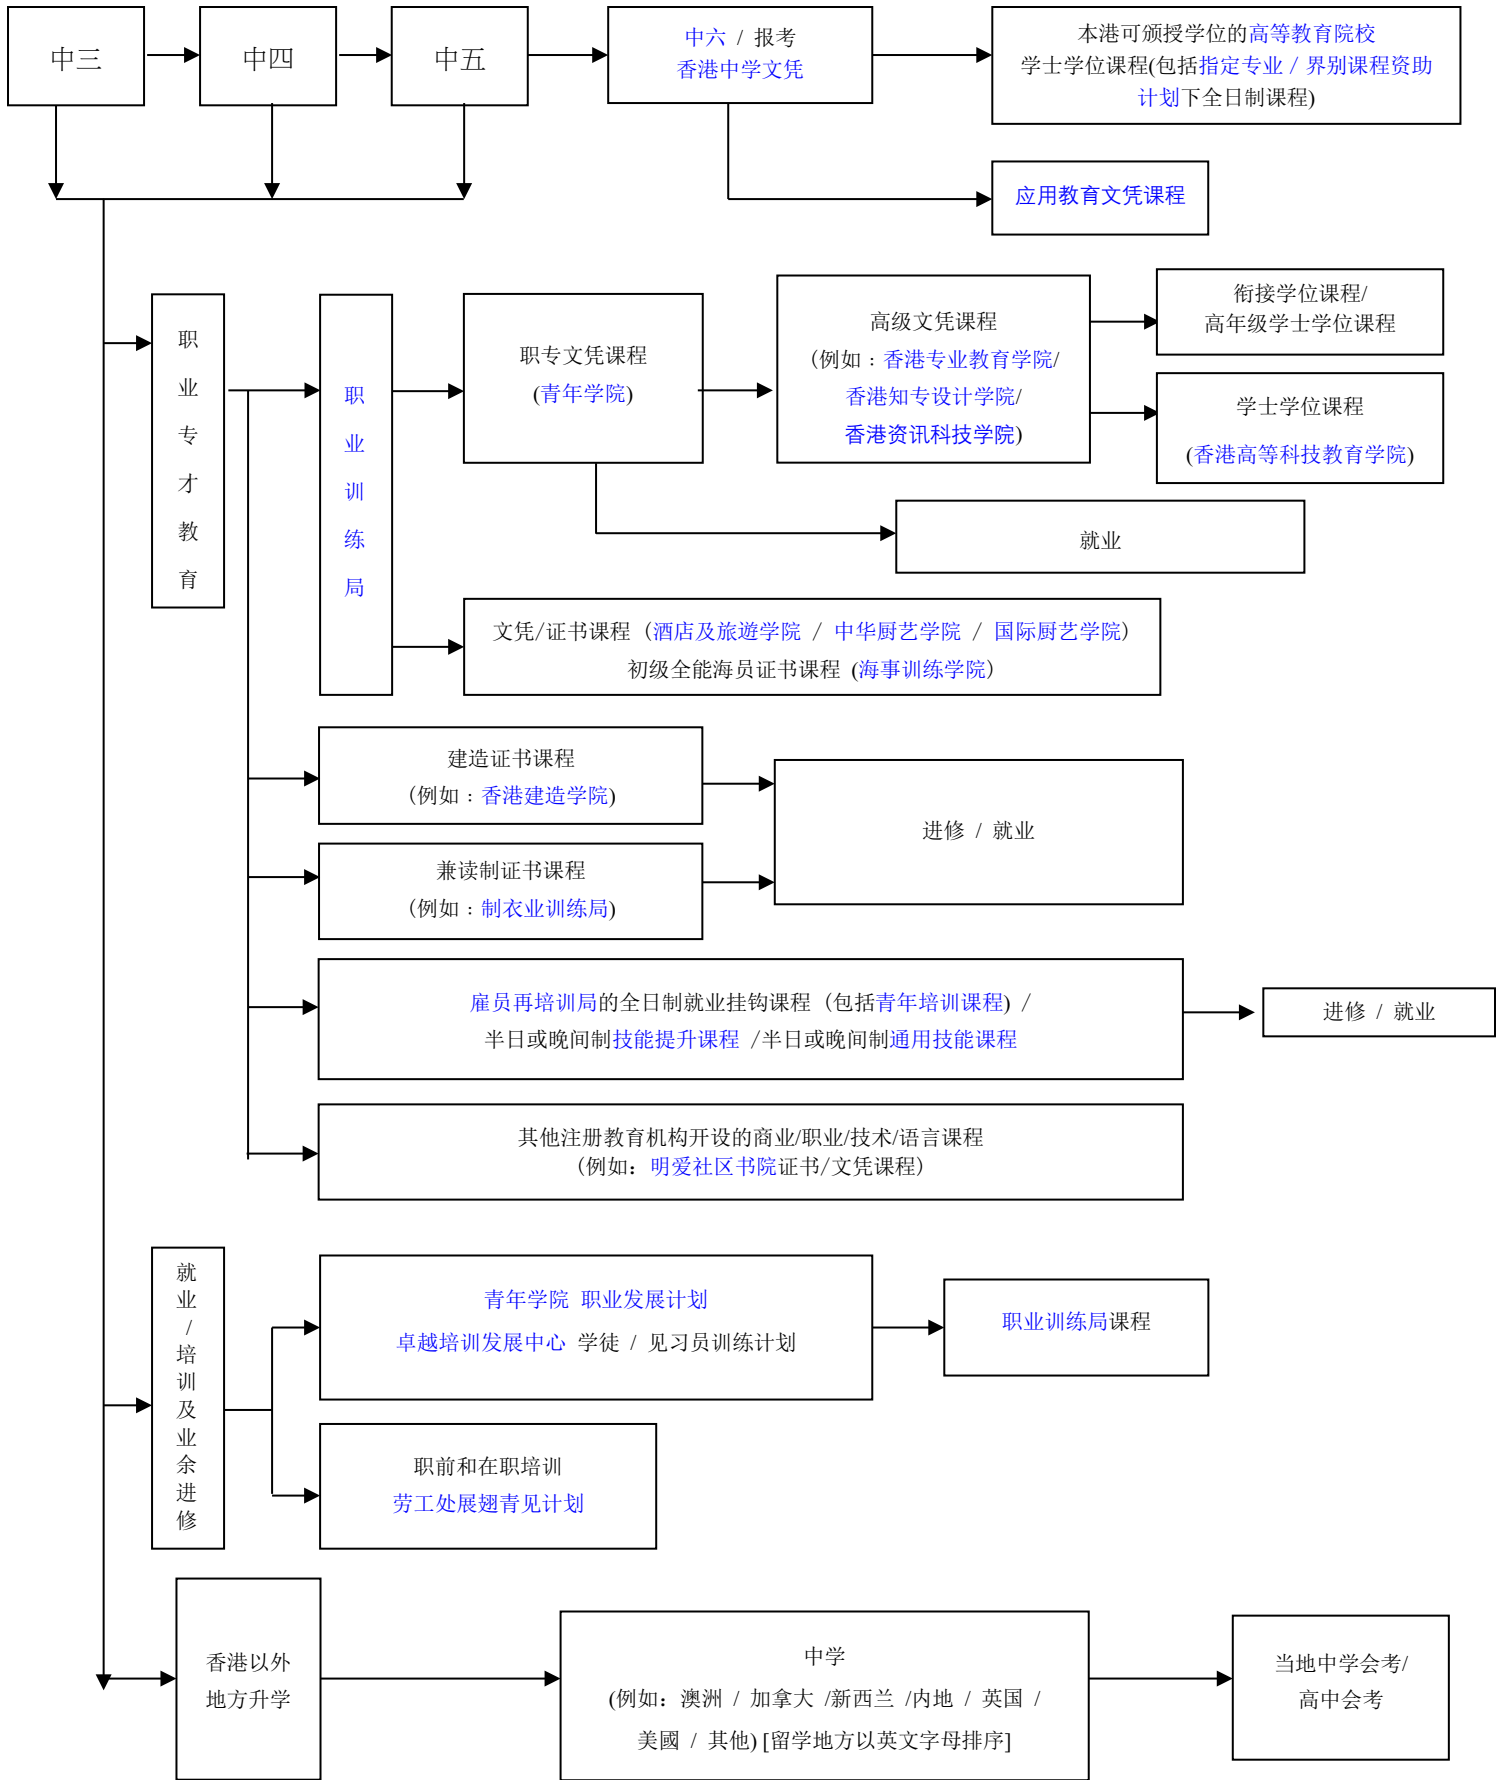 中三
中四
中五
中六 / 报考
香港中学文凭
本港可颁授学位的高等教育院校
学士学位课程(包括指定专业／界别课程资助
计划下全日制课程)
应用教育文凭课程
职
业
专
才
教
育
职
业
训
练
局
职专文凭课程
(青年学院)
高级文凭课程
(例如：香港专业教育学院/
香港知专设计学院/
香港资讯科技学院)
衔接学位课程/
高年级学士学位课程
学士学位课程
(香港高等科技教育学院)
就业
文凭/证书课程 (酒店及旅遊学院 / 中华厨艺学院 / 国际厨艺学院)
初级全能海员证书课程 (海事训练学院)
建造证书课程
(例如：香港建造学院)
兼读制证书课程
(例如：制衣业训练局)
进修 / 就业
雇员再培训局的全日制就业挂钩课程 (包括青年培训课程) /
半日或晚间制技能提升课程 /半日或晚间制通用技能课程
进修 / 就业
其他注册教育机构开设的商业/职业/技术/语言课程
(例如：明爱社区书院证书/文凭课程)
就
业
/
培
训
及
业
余
进
修
青年学院 职业发展计划
卓越培训发展中心 学徒 / 见习员训练计划
职业训练局课程
职前和在职培训
劳工处展翅青见计划
香港以外
地方升学
中学
(例如：澳洲 / 加拿大 /新西兰 /内地 / 英国 /
美國 / 其他) [留学地方以英文字母排序]
当地中学会考/
高中会考